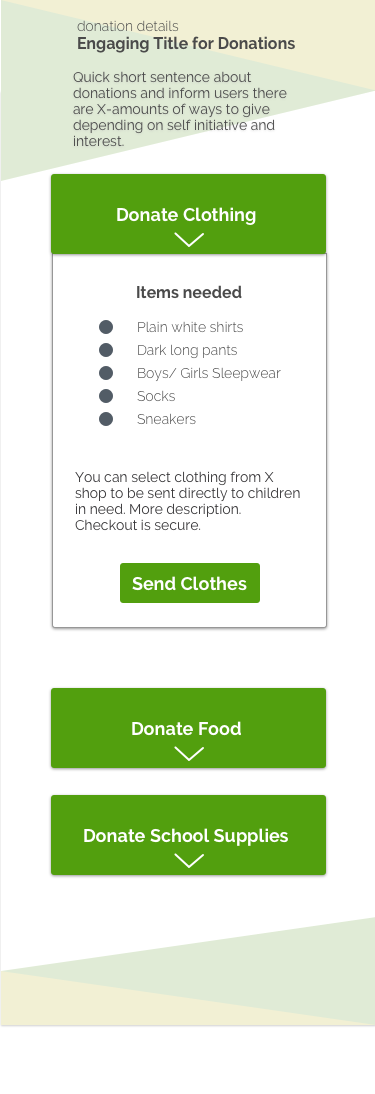 donation details
Engaging Title for Donations
Quick short sentence about
donations and inform users there
are X-amounts of ways to give
depending on self initiative and
interest.
Donate Clothing
Items needed
Plain white shirts
Dark long pants
Boys/ Girls Sleepwear
Socks
Sneakers
You can select clothing from X
shop to be sent directly to children
in need. More description.
Checkout is secure.
Send Clothes
Donate Food
Donate School Supplies